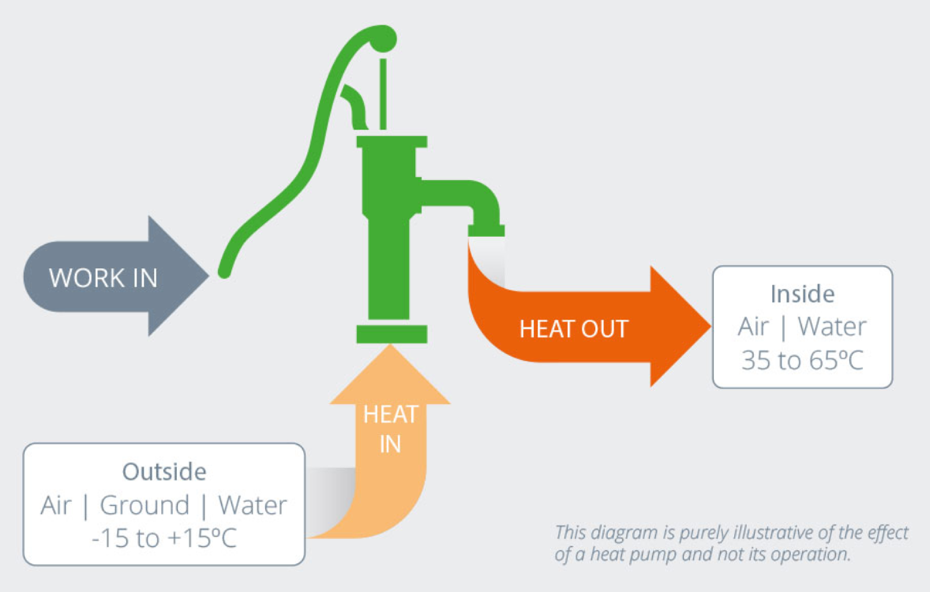 WORK IN
HEAT OUT
Inside
Air | Water
35 to 65ºC
HEAT
IN
Outside
Air | Ground | Water
-15 to +15ºC
This diagram is purely illustrative of the effect
of a heat pump and not its operation.